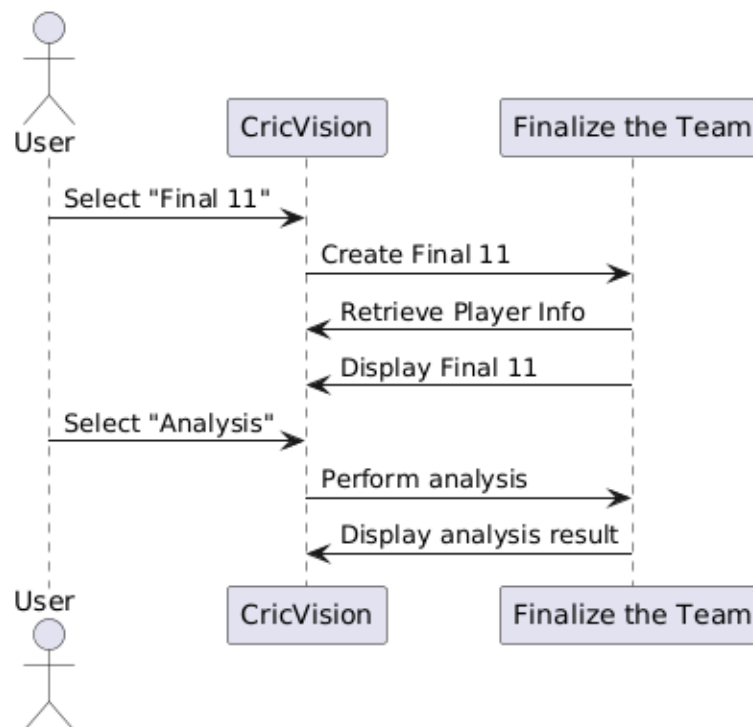 User
CricVision
Finalize the Team
Select "Final 11"
Create Final 11
Retrieve Player Info
Display Final 11
Select "Analysis"
Perform analysis
Display analysis result
User
CricVision
Finalize the Team